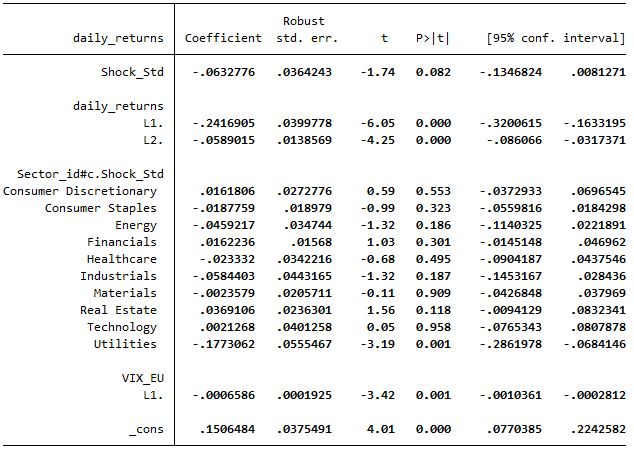 Robust
daily_returns Coefficient std. err. t P>|t| [95% conf. interval]
Shock_Std -.0632776 .0364243 -1.74 0.082 -.1346824 .0081271
daily_returns
L1. -.2416905 .0399778 -6.05 0.000 -.3200615 -.1633195
L2. -.0589015 .0138569 -4.25 0.000 -.086066 -.0317371
Sector_id#c.Shock_Std
Consumer Discretionary .0161806 .0272776 0.59 0.553 -.0372933 .0696545
Consumer Staples -.0187759 .018979 -0.99 0.323 -.0559816 .0184298
Energy -.0459217 .034744 -1.32 0.186 -.1140325 .0221891
Financials .0162236 .01568 1.03 0.301 -.0145148 .046962
Healthcare -.023332 .0342216 -0.68 0.495 -.0904187 .0437546
Industrials -.0584403 .0443165 -1.32 0.187 -.1453167 .028436
Materials -.0023579 .0205711 -0.11 0.909 -.0426848 .037969
Real Estate .0369106 .0236301 1.56 0.118 -.0094129 .0832341
Technology .0021268 .0401258 0.05 0.958 -.0765343 .0807878
Utilities -.1773062 .0555467 -3.19 0.001 -.2861978 -.0684146
VIX_EU
L1. -.0006586 .0001925 -3.42 0.001 -.0010361 -.0002812
_cons .1506484 .0375491 4.01 0.000 .0770385 .2242582